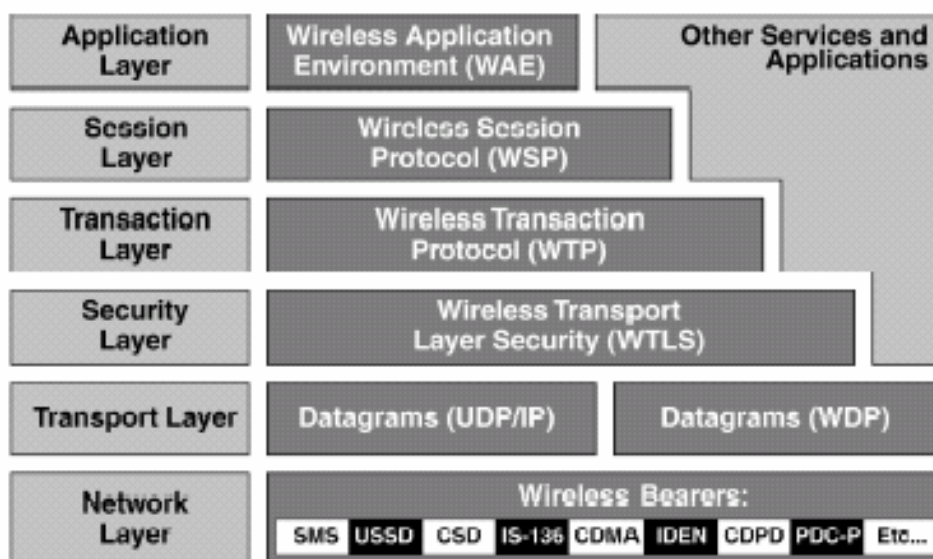 Application
Layer
Wireless Application
Environment (WAE)
Other Services and
Applications
Session
Layer
Wireless Session
Protocol (WSP)
Transaction
Layer
Wireless Transaction
Protocol (WTP)
Security
Layer
Wireless Transport
Layer Security (WTLS)
Transport Layer
Datagrams (UDP/IP)
Datagrams (WDP)
Network
Layer
Wireless Bearers:
SMS USSD CSD IS-136 CDMA IDEN CDPD PDC-P Etc...